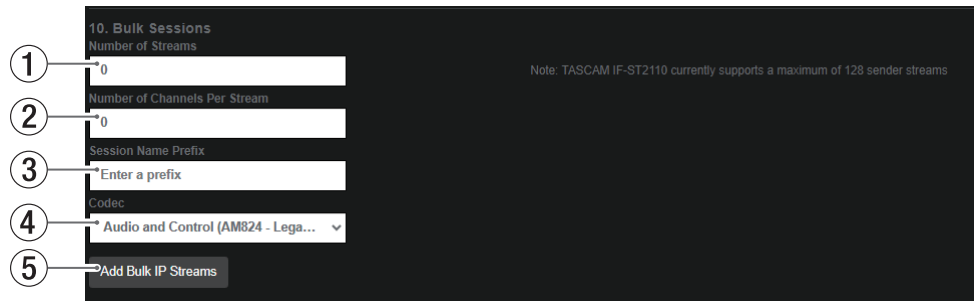 10. Bulk Sessions
Number of Streams
1
0
Note: TASCAM IF-ST2110 currently supports a maximum of 128 sender streams
Number of Channels Per Stream
2
0
Session Name Prefix
3
Enter a prefix
Codec
4
Audio and Control (AM824 - Lega...
5
Add Bulk IP Streams